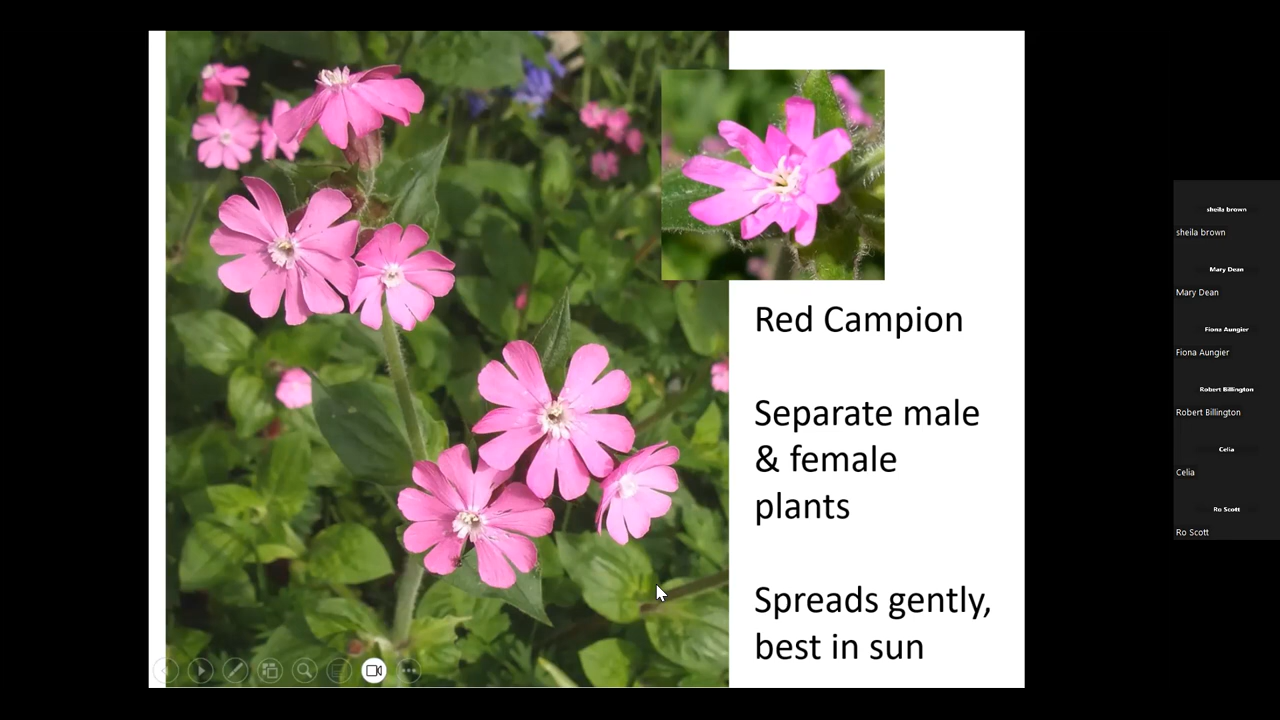 Red Campion
Separate male
& female
plants
Spreads gently,
best in sun
sheila brown
sheila brown
Mary Dean
Mary Dean
Fiona Aungier
Fiona Aungier
Robert Billington
Robert Billington
Celia
Celia
Ro Scott
Ro Scott